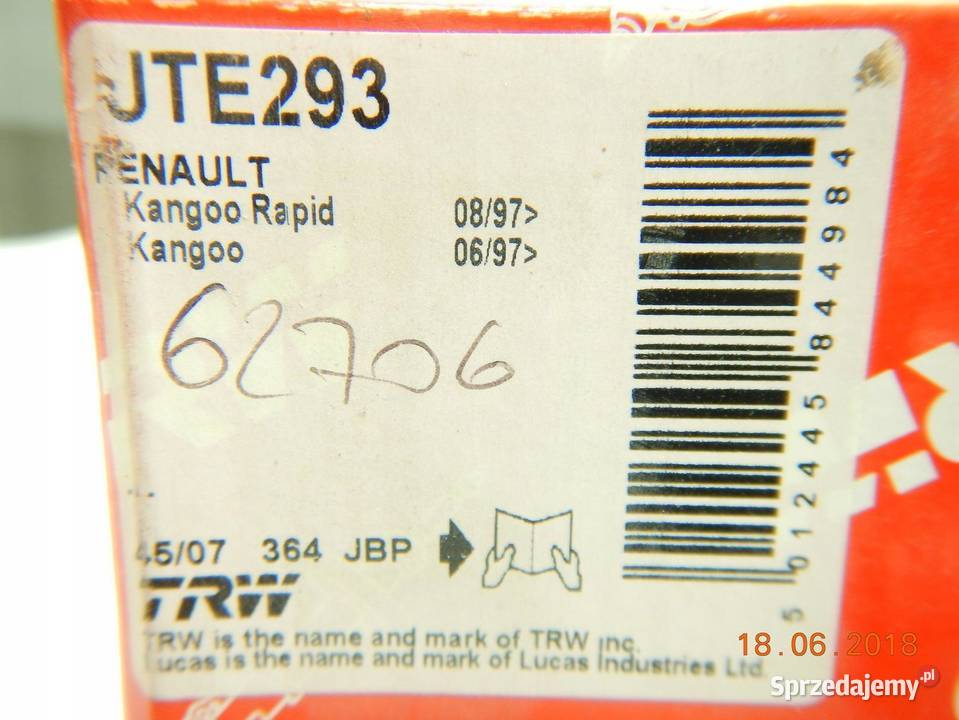 JTE293
RENAULT
Kangoo Rapid 08/97>
Kangoo 06/97>
62706
45/07 364 JBP
TRW
TRW is the name and mark of TRW inc.
Lucas is the name and mark of Lucas Industries Ltd.
5 012445 844984
18.06.2018
Sprzedajemy.pl